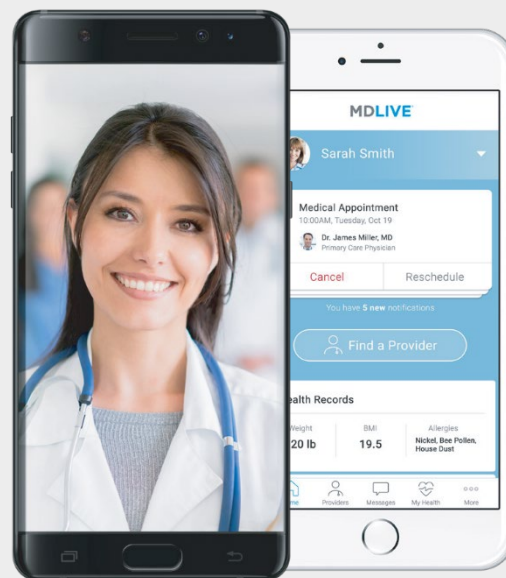 MDLIVE
Sarah Smith
Medical Appointment
10:00AM, Tuesday, Oct 19
Dr. James Miller, MD
Primary Care Physician
Cancel
Reschedule
You have 5 new notifications
Find a Provider
ealth Records
Weight
BMI
Allergies
20 lb
19.5
Nickel, Bee Pollen,
House Dust
me
Providers
Messages
My Health
More